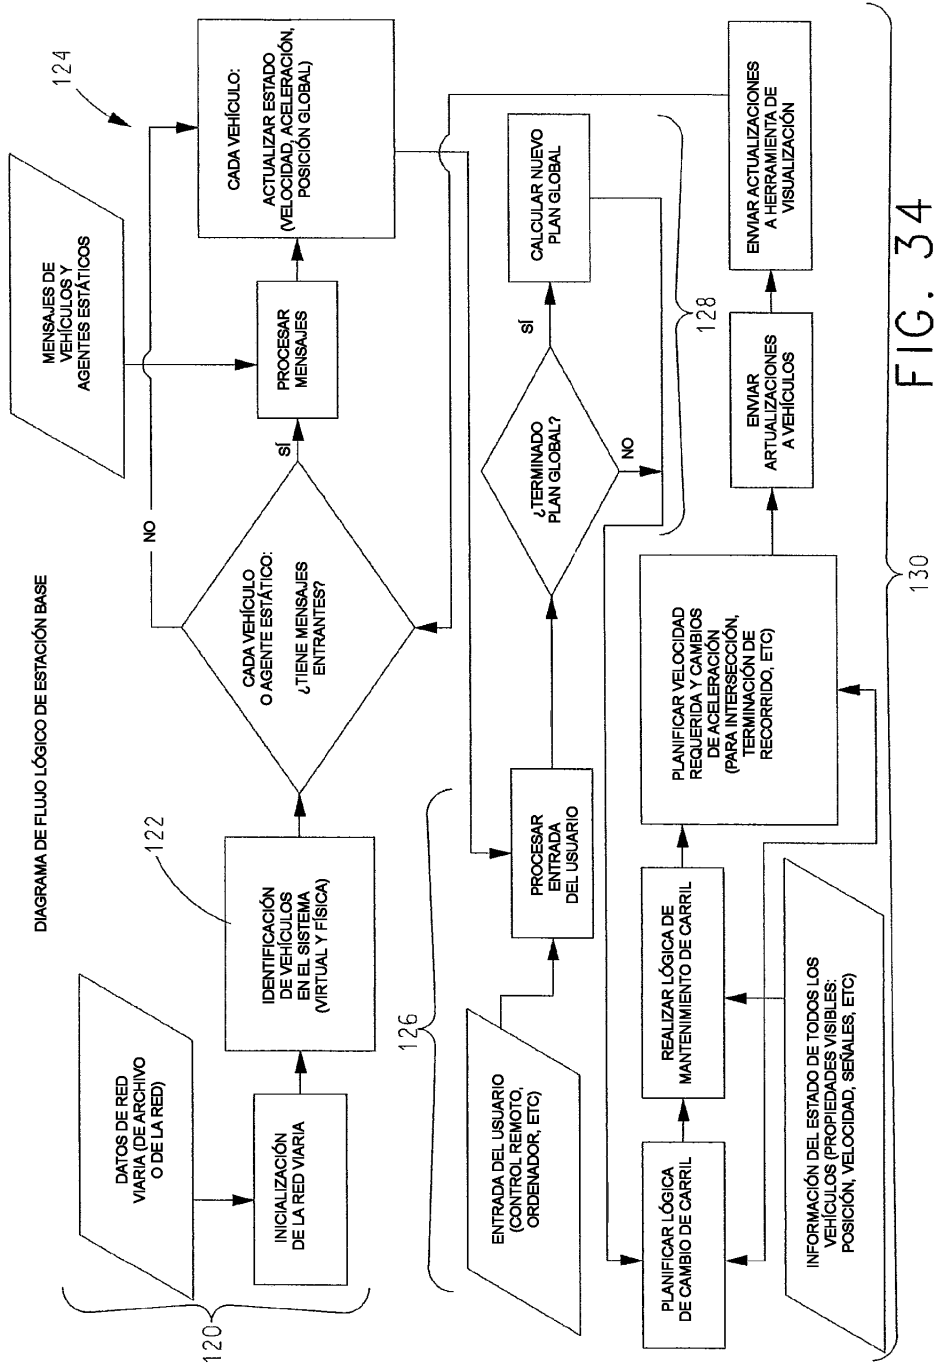 DIAGRAMA DE FLUJO LÓGICO DE ESTACIÓN BASE
120
DATOS DE RED
VIARIA (DE ARCHIVO
O DE LA RED)
INICIALIZACIÓN
DE LA RED VIARIA
122
IDENTIFICACIÓN
DE VEHÍCULOS
EN EL SISTEMA
(VIRTUAL Y FÍSICA)
CADA VEHÍCULO
O AGENTE ESTÁTICO:
¿TIENE MENSAJES
ENTRANTES?
NO
SÍ
MENSAJES DE
VEHÍCULOS Y
AGENTES ESTÁTICOS
PROCESAR
MENSAJES
124
CADA VEHÍCULO:
ACTUALIZAR ESTADO
(VELOCIDAD, ACELERACIÓN,
POSICIÓN GLOBAL)
126
ENTRADA DEL USUARIO
(CONTROL REMOTO,
ORDENADOR, ETC)
PROCESAR
ENTRADA
DEL USUARIO
¿TERMINADO
PLAN GLOBAL?
SÍ
NO
CALCULAR NUEVO
PLAN GLOBAL
128
PLANIFICAR LÓGICA
DE CAMBIO DE CARRIL
REALIZAR LÓGICA DE
MANTENIMIENTO DE CARRIL
PLANIFICAR VELOCIDAD
REQUERIDA Y CAMBIOS
DE ACELERACIÓN
(PARA INTERSECCIÓN,
TERMINACIÓN DE
RECORRIDO, ETC)
ENVIAR
ARTUALIZACIONES
A VEHÍCULOS
ENVIAR ACTUALIZACIONES
A HERRAMIENTA DE
VISUALIZACIÓN
INFORMACIÓN DEL ESTADO DE TODOS LOS
VEHÍCULOS (PROPIEDADES VISIBLES:
POSICIÓN, VELOCIDAD, SEÑALES, ETC)
130
FIG. 34